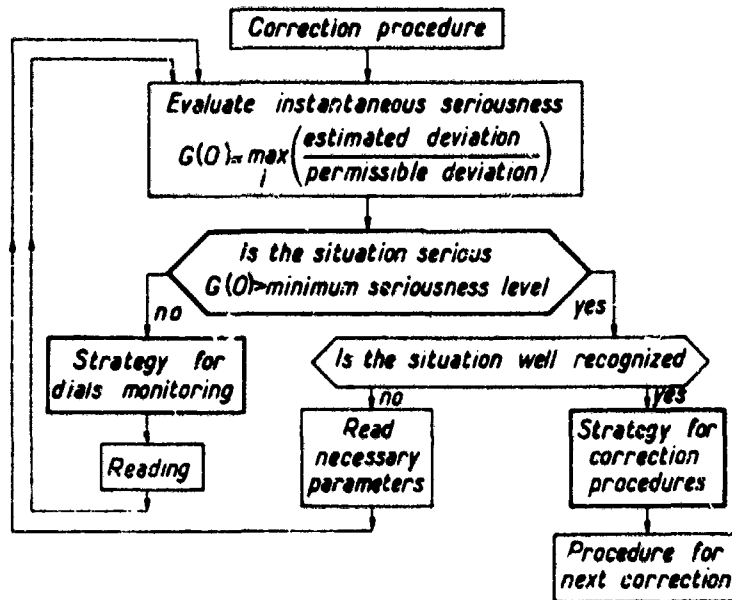 Correction procedure
Evaluate instantaneous seriousness
G(0)=max(estimated deviation
i permissible deviation)
Is the situation serious
G(0)>minimum seriousness level
no
yes
Strategy for
dials monitoring
Is the situation well recognized
no
yes
Reading
Read
necessary
parameters
Strategy for
correction
procedures
Procedure for
next correction